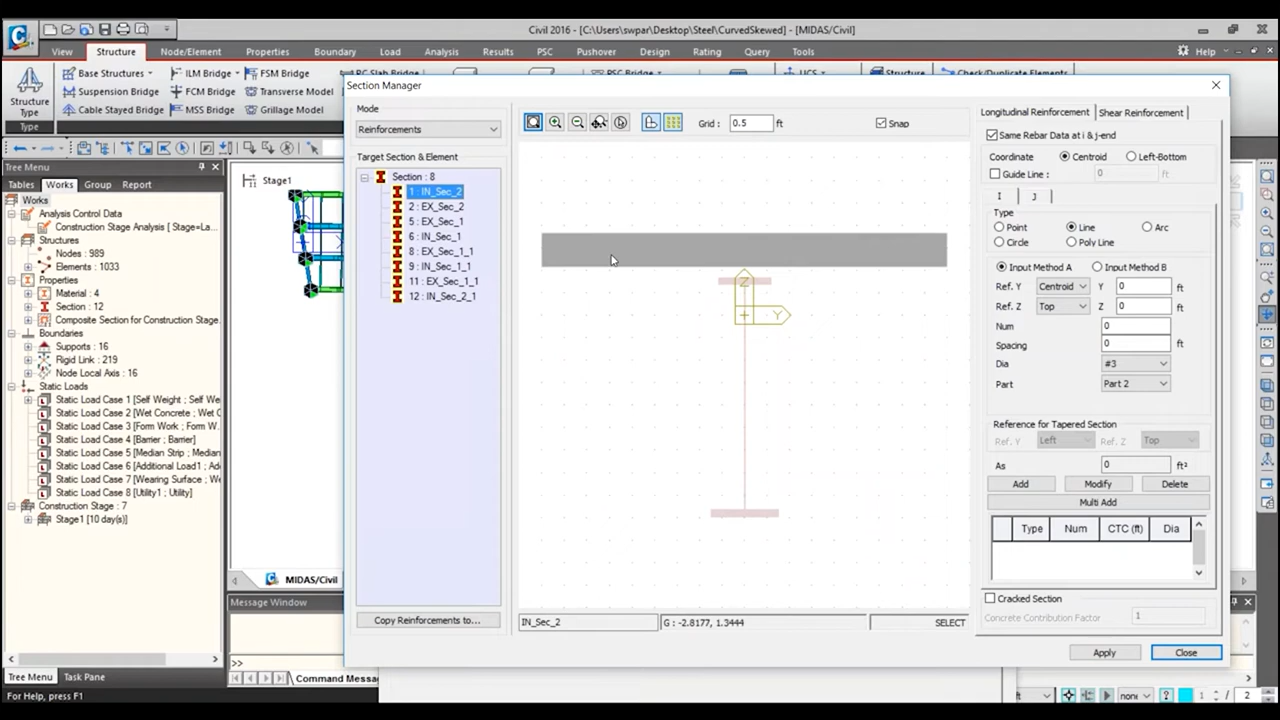 Civil 2016 - [C:\Users\swpar\Desktop\Steel\CurvedSkewed] - [MIDAS/Civil]
View Structure Node/Element Properties Boundary Load Analysis Results PSC Pushover Design Rating Query Tools Help
Base Structures ILM Bridge FSM Bridge
Suspension Bridge FCM Bridge Transverse Model
Cable Stayed Bridge MSS Bridge Grillage Model
Structure Type
Type
Tree Menu
Tables Works Group Report
Works
Analysis Control Data
Construction Stage Analysis [ Stage=La...
Structures
Nodes : 989
Elements : 1033
Properties
Material : 4
Section : 12
Composite Section for Construction Stage
Boundaries
Supports : 16
Rigid Link : 219
Node Local Axis : 16
Static Loads
Static Load Case 1 [Self Weight ; Self We
Static Load Case 2 [Wet Concrete ; Wet C
Static Load Case 3 [Form Work ; Form W
Static Load Case 4 [Barrier ; Barrier]
Static Load Case 5 [Median Strip ; Median
Static Load Case 6 [Additional Load1 ; Ad
Static Load Case 7 [Wearing Surface ; We
Static Load Case 8 [Utility1 ; Utility]
Construction Stage : 7
Stage1 [10 day(s)]
Tree Menu Task Pane
For Help, press F1
Stage1
MIDAS/Civil
Message Window
>>
Command Messa
Section Manager
Mode
Reinforcements
Target Section & Element
Section : 8
1 : IN_Sec_2
2 : EX_Sec_2
5 : EX_Sec_1
6 : IN_Sec_1
8 : EX_Sec_1_1
9 : IN_Sec_1_1
11 : EX_Sec_1_1
12 : IN_Sec_2_1
Copy Reinforcements to...
Grid : 0.5 ft Snap
Z
Y
IN_Sec_2 G : -2.8177, 1.3444 SELECT
Longitudinal Reinforcement Shear Reinforcement
Same Rebar Data at i & j-end
Coordinate Centroid Left-Bottom
Guide Line : 0 ft
I J
Type
Point Line Arc
Circle Poly Line
Input Method A Input Method B
Ref. Y Centroid Y 0 ft
Ref. Z Top Z 0 ft
Num 0
Spacing 0 ft
Dia #3
Part Part 2
Reference for Tapered Section
Ref. Y Left Ref. Z Top
As 0 ft²
Add Modify Delete
Multi Add
Type Num CTC (ft) Dia
Cracked Section
Concrete Contribution Factor 1
Apply Close
none 1 / 2